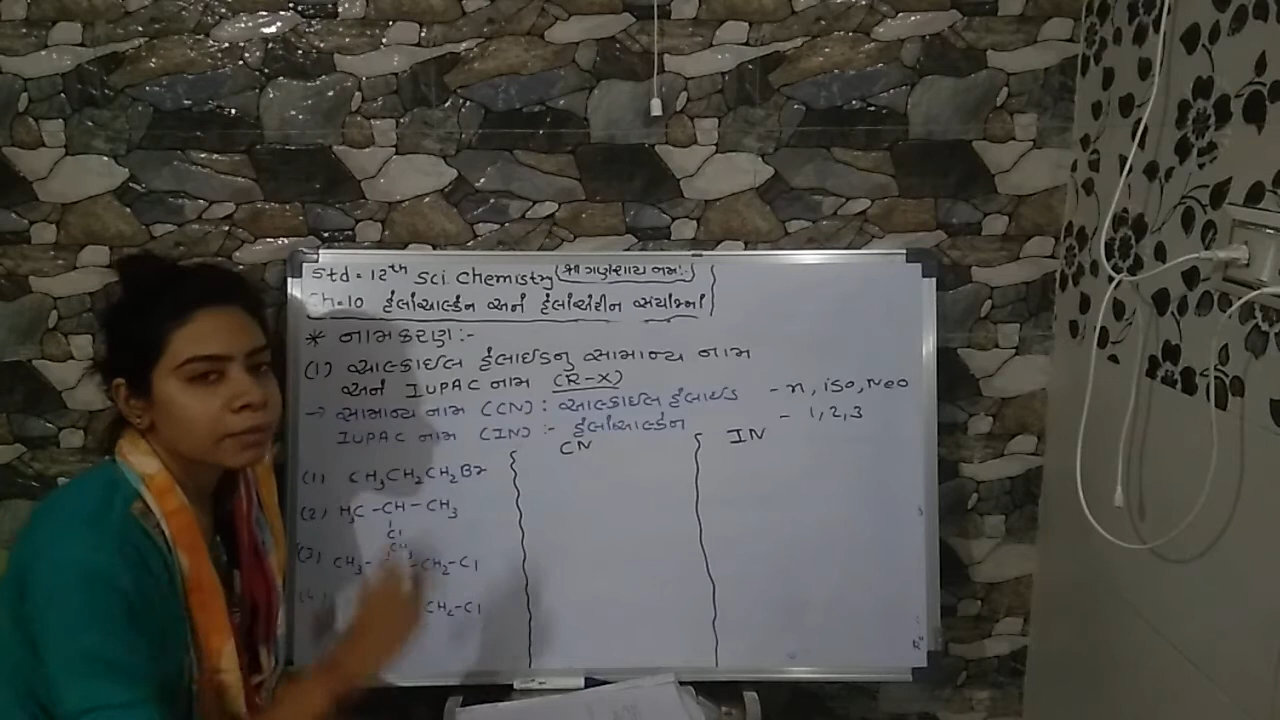 Std = 12th Sci Chemistry (શ્રી ગણેશાય નમઃ)
Ch=10 હેલોઆલ્કેન અને હેલોએરીન સંયોજનો
* નામકરણ :-
(1) આલ્કાઈલ હેલાઈડનુ સામાન્ય નામ
અને IUPAC નામ (R-X)
→ સામાન્ય નામ (CN) : આલ્કાઈલ હેલાઈડ - n, iso, Neo
IUPAC નામ (IN) :- હેલોઆલ્કેન - 1, 2, 3
CN IN
(1) CH3CH2CH2Br
(2) H3C - CH - CH3
Cl
(3) CH3 - - CH2 - Cl
CH2 - Cl